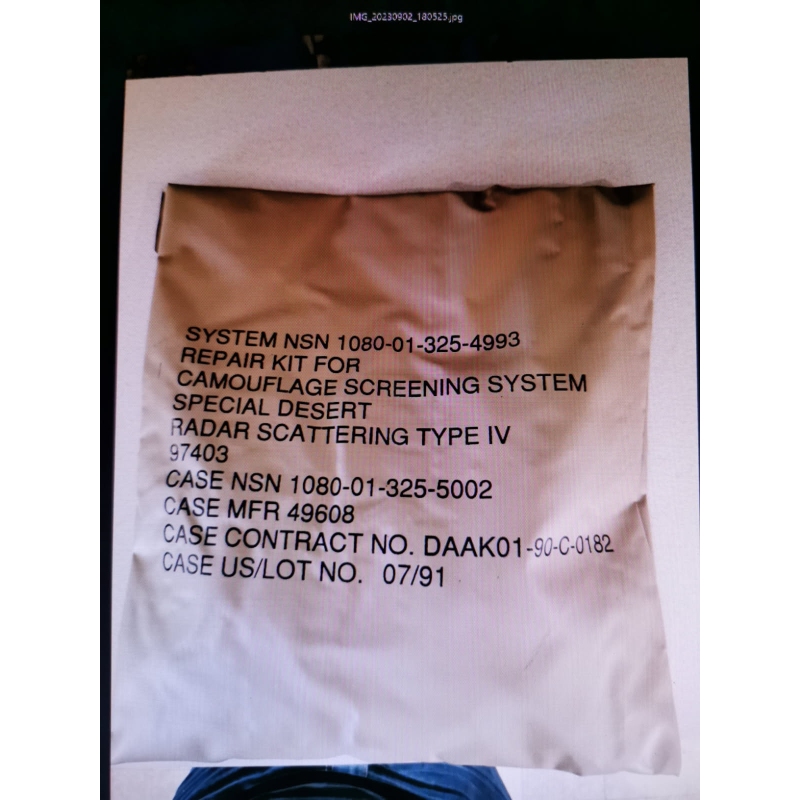 IMG_20230902_180525.jpg
SYSTEM NSN 1080-01-325-4993
REPAIR KIT FOR
CAMOUFLAGE SCREENING SYSTEM
SPECIAL DESERT
RADAR SCATTERING TYPE IV
97403
CASE NSN 1080-01-325-5002
CASE MFR 49608
CASE CONTRACT NO. DAAK01-90-C-0182
CASE US/LOT NO. 07/91